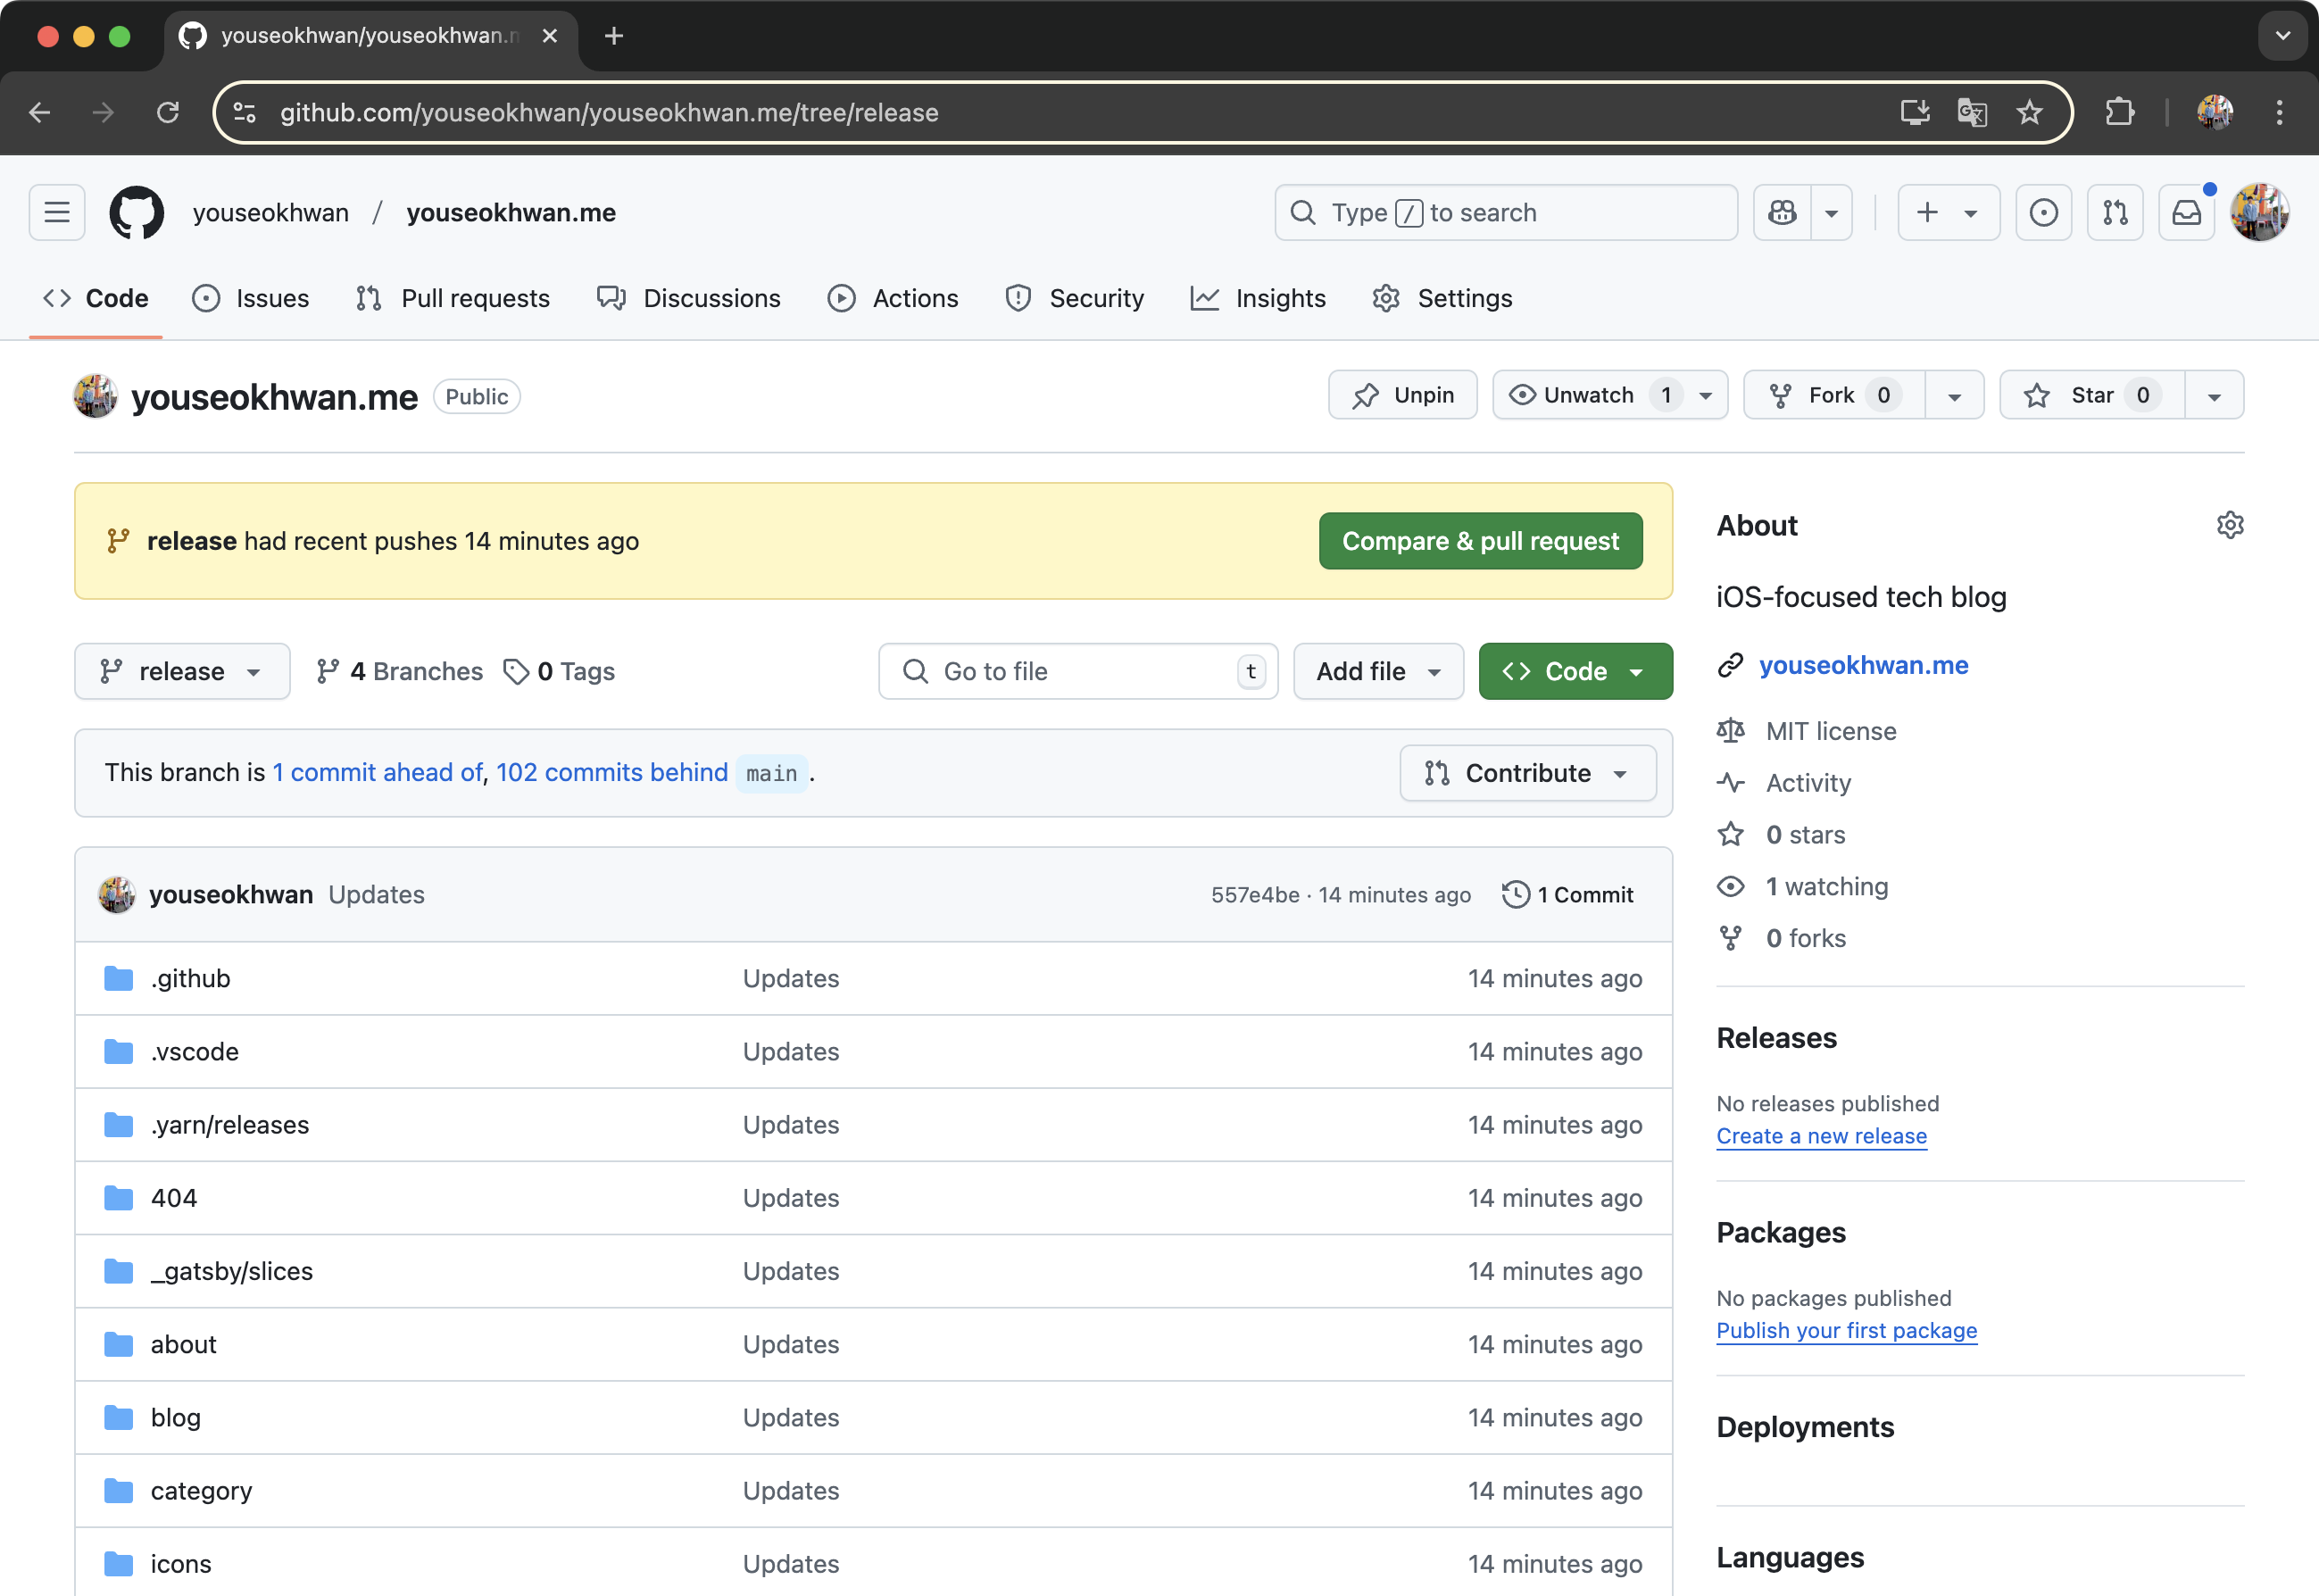 youseokhwan/youseokhwan.m
github.com/youseokhwan/youseokhwan.me/tree/release
youseokhwan / youseokhwan.me
Type / to search
Code Issues Pull requests Discussions Actions Security Insights Settings
youseokhwan.me Public
Unpin Unwatch 1 Fork 0 Star 0
release had recent pushes 14 minutes ago
Compare & pull request
release 4 Branches 0 Tags
Go to file t
Add file
Code
This branch is 1 commit ahead of, 102 commits behind main .
Contribute
youseokhwan Updates 557e4be · 14 minutes ago 1 Commit
.github Updates 14 minutes ago
.vscode Updates 14 minutes ago
.yarn/releases Updates 14 minutes ago
404 Updates 14 minutes ago
_gatsby/slices Updates 14 minutes ago
about Updates 14 minutes ago
blog Updates 14 minutes ago
category Updates 14 minutes ago
icons Updates 14 minutes ago
About
iOS-focused tech blog
youseokhwan.me
MIT license
Activity
0 stars
1 watching
0 forks
Releases
No releases published
Create a new release
Packages
No packages published
Publish your first package
Deployments
Languages